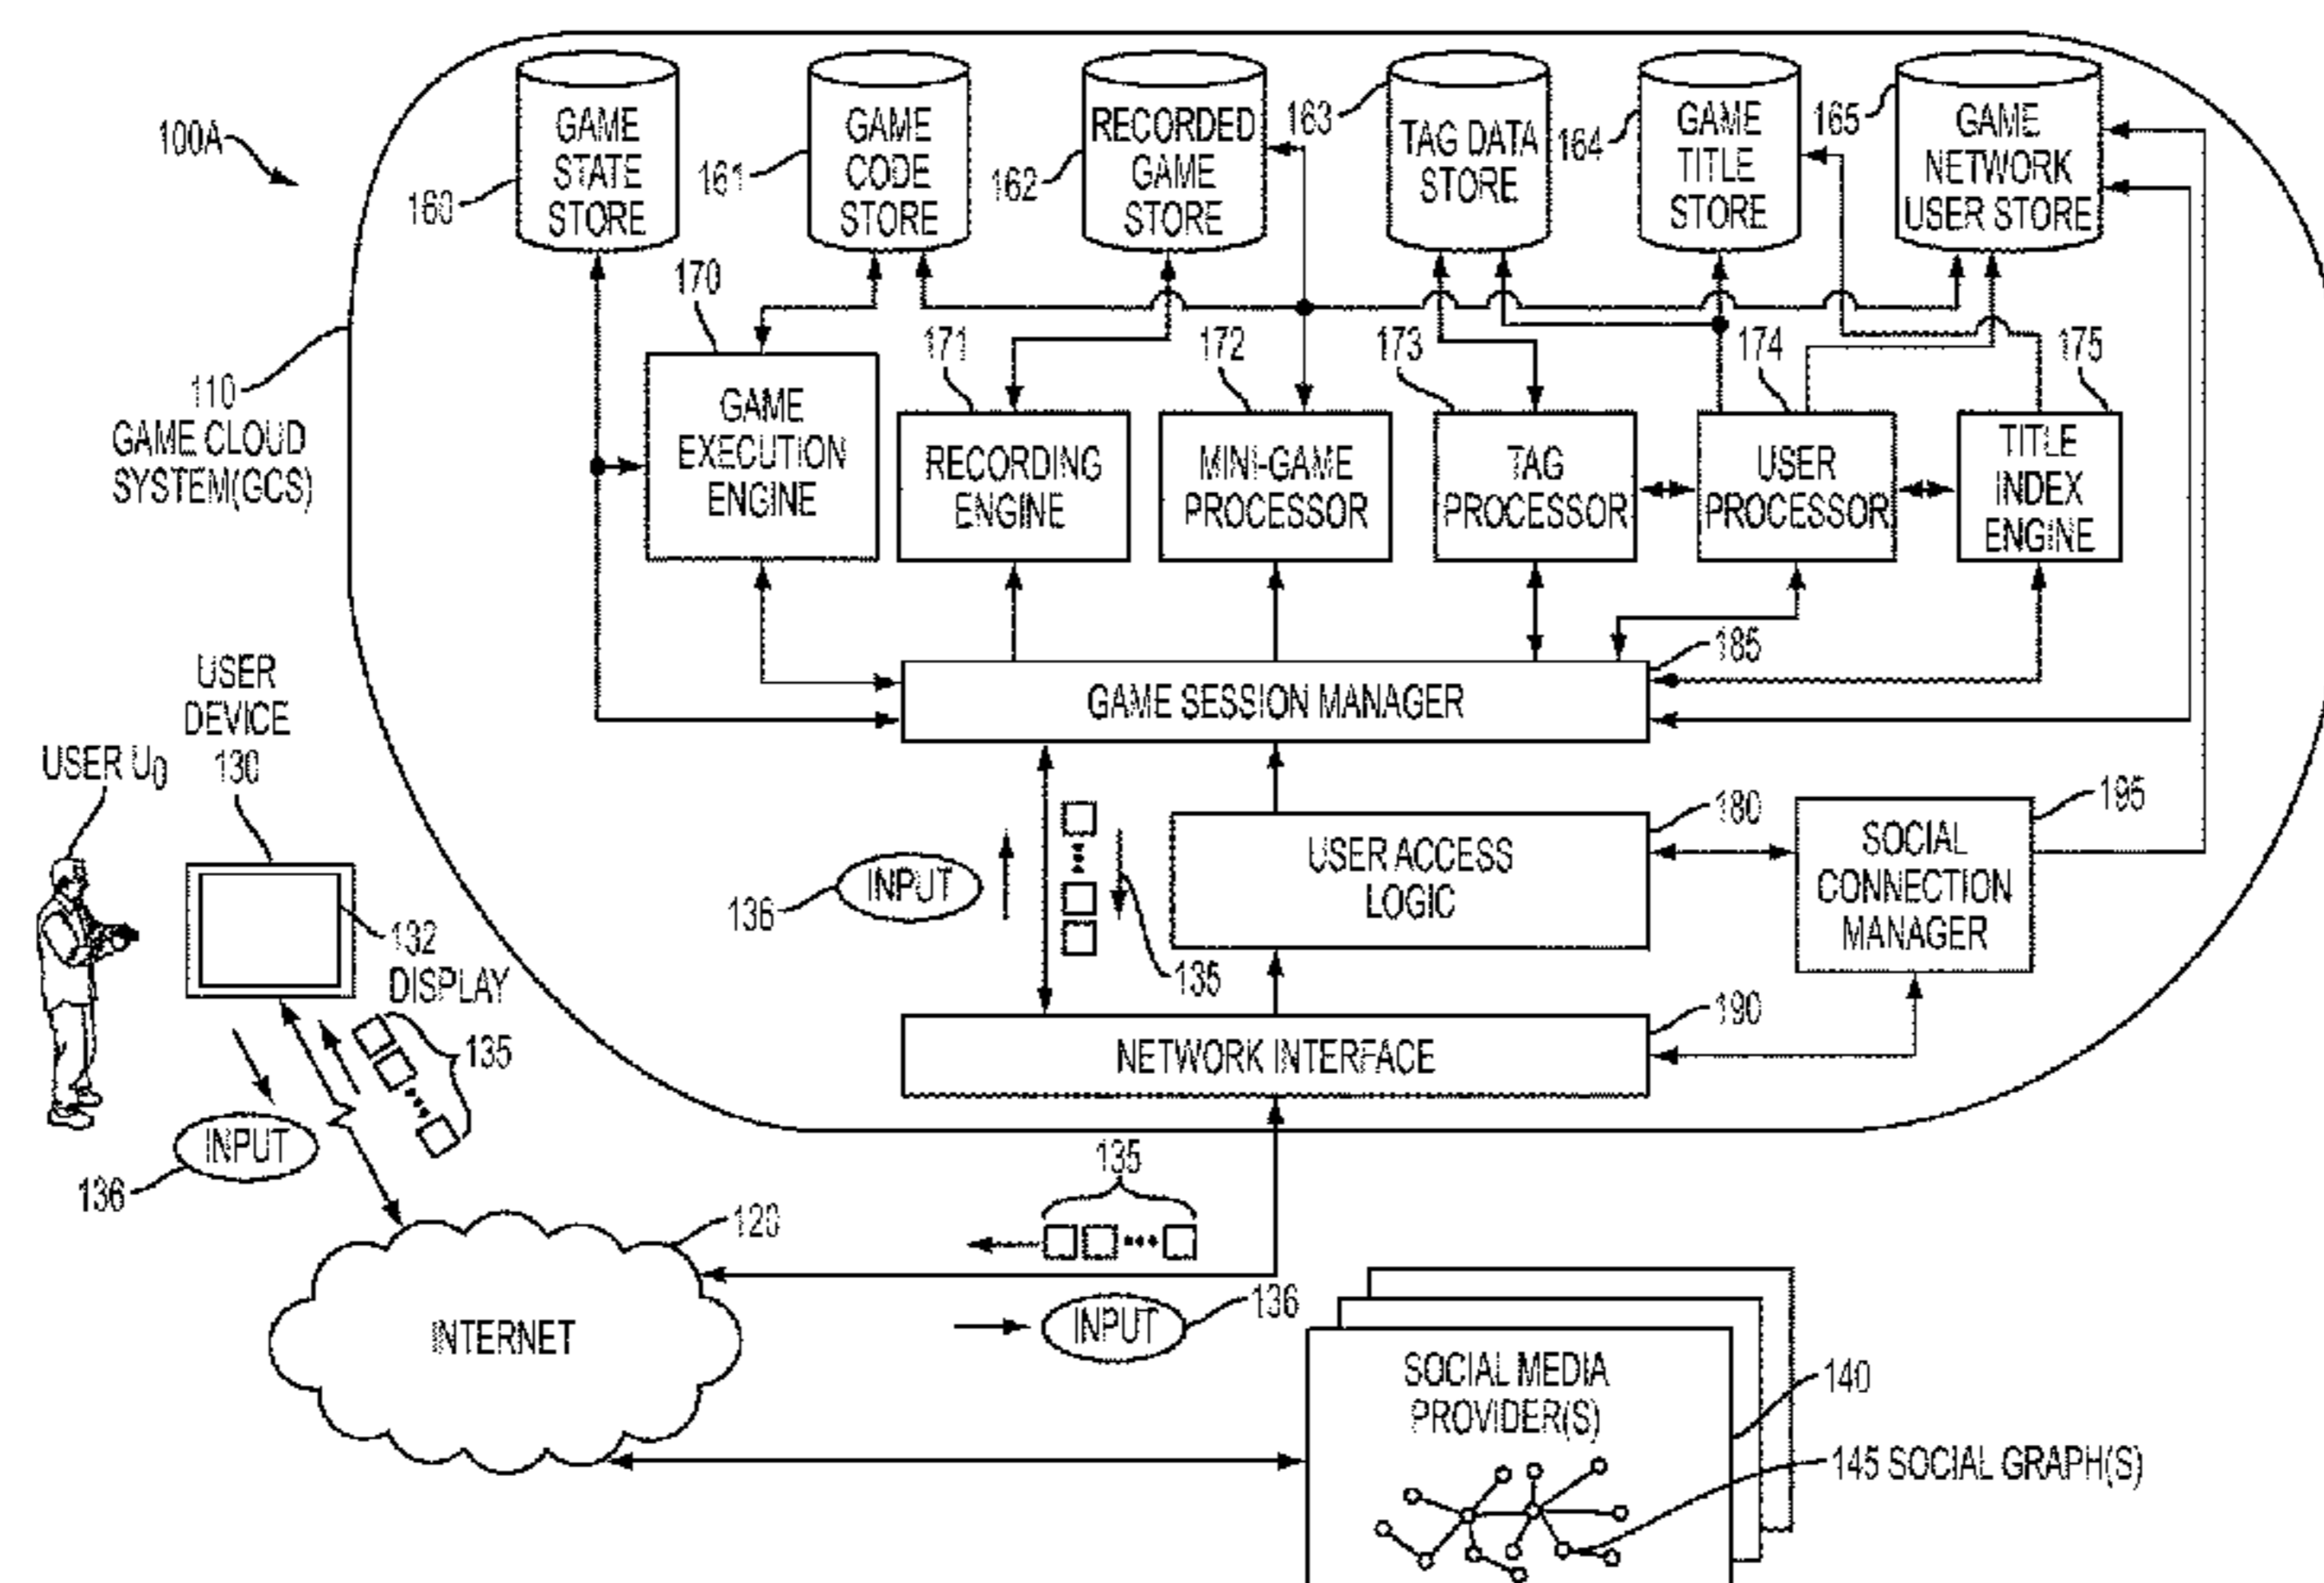 100A
GAME
STATE
STORE
160
GAME
CODE
STORE
161
RECORDED
GAME
STORE
162
TAG DATA
STORE
163
GAME
TITLE
STORE
164
GAME
NETWORK
USER STORE
165
110
GAME CLOUD
SYSTEM(GCS)
170
GAME
EXECUTION
ENGINE
171
RECORDING
ENGINE
172
MINI-GAME
PROCESSOR
173
TAG
PROCESSOR
174
USER
PROCESSOR
175
TITLE
INDEX
ENGINE
185
GAME SESSION MANAGER
USER
DEVICE
130
USER U0
132
DISPLAY
135
INPUT
136
136
INPUT
135
180
USER ACCESS
LOGIC
195
SOCIAL
CONNECTION
MANAGER
190
NETWORK INTERFACE
135
120
INTERNET
INPUT
136
SOCIAL MEDIA
PROVIDER(S)
140
145 SOCIAL GRAPH(S)